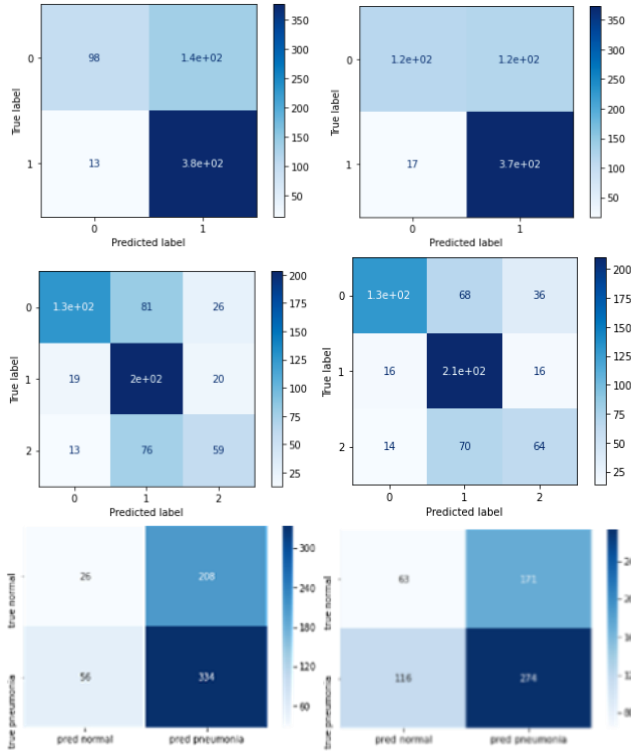 0 98 1.4e+02 350
300
250
200
True label
1 13 3.8e+02 150
100
50
0 1
Predicted label
0 1.2e+02 1.2e+02 350
300
250
200
True label
1 17 3.7e+02 150
100
50
0 1
Predicted label
0 1.3e+02 81 26 200
175
150
125
True label
1 19 2e+02 20 100
75
50
2 13 76 59 25
0 1 2
Predicted label
0 1.3e+02 68 36 200
175
150
125
True label
1 16 2.1e+02 16 100
75
50
2 14 70 64 25
0 1 2
Predicted label
true normal 26 208 300
240
180
true pneumonia 56 334 120
60
pred normal pred pneumonia
true normal 63 171
true pneumonia 116 274
pred normal pred pneumonia